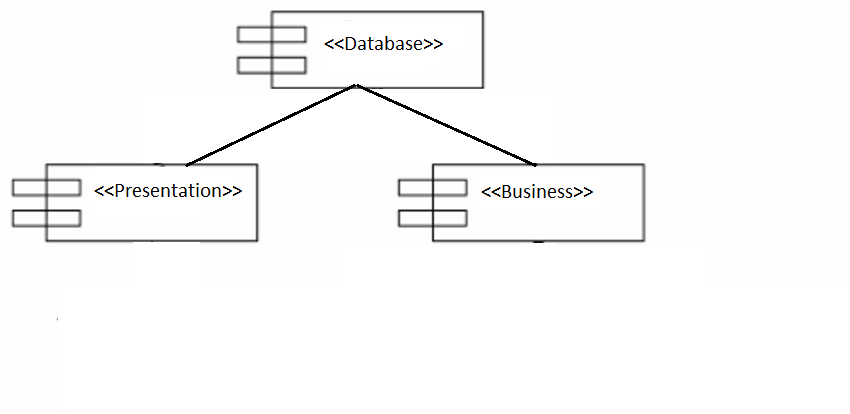 <<Database>>
<<Presentation>>
<<Business>>